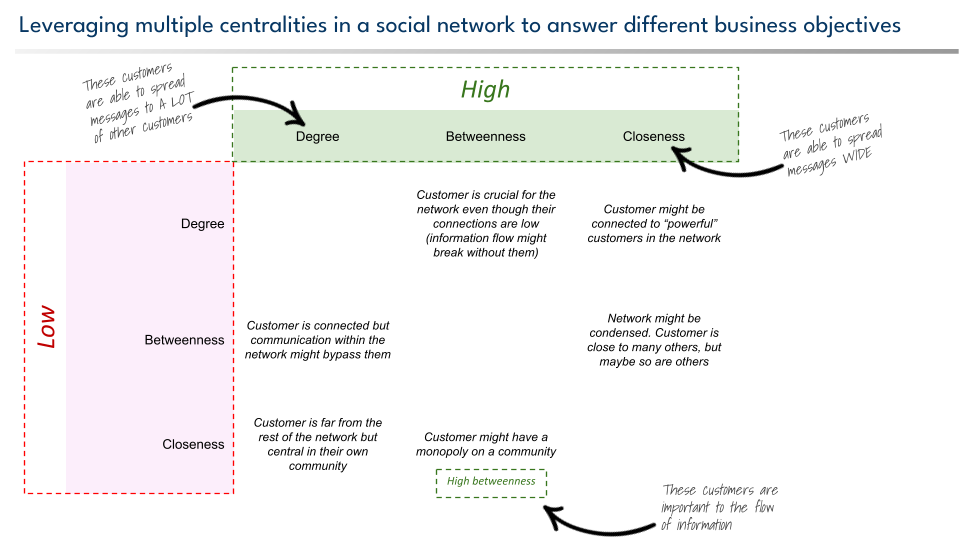 Leveraging multiple centralities in a social network to answer different business objectives
These customers
are able to spread
messages to A LOT
of other customers
High
Degree
Betweenness
Closeness
These customers
are able to spread
messages WIDE
Low
Degree
Customer is crucial for the
network even though their
connections are low
(information flow might
break without them)
Customer might be
connected to “powerful”
customers in the network
Betweenness
Customer is connected but
communication within the
network might bypass them
Network might be
condensed. Customer is
close to many others, but
maybe so are others
Closeness
Customer is far from the
rest of the network but
central in their own
community
Customer might have a
monopoly on a community
High betweenness
These customers are
important to the flow
of information